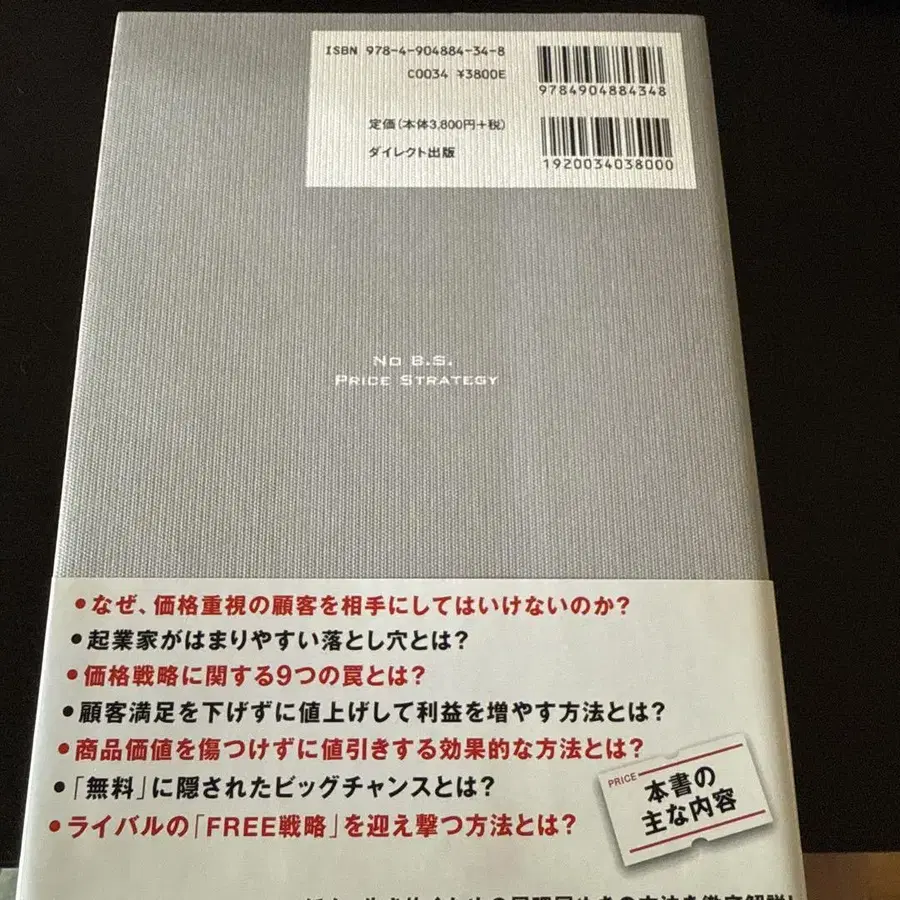 ISBN 978-4-904884-34-8
C0034 ¥3800E
9784904884348
定価(本体3,800円+税)
ダイレクト出版
1920034038000
No B.S.
Price Strategy
•なぜ、価格重視の顧客を相手にしてはいけないのか?
•起業家がはまりやすい落とし穴とは?
•価格戦略に関する9つの罠とは?
•顧客満足を下げずに値上げして利益を増やす方法とは?
•商品価値を傷つけずに値引きする効果的な方法とは?
•「無料」に隠されたビッグチャンスとは?
•ライバルの「FREE戦略」を迎え撃つ方法とは?
PRICE
本書の
主な内容